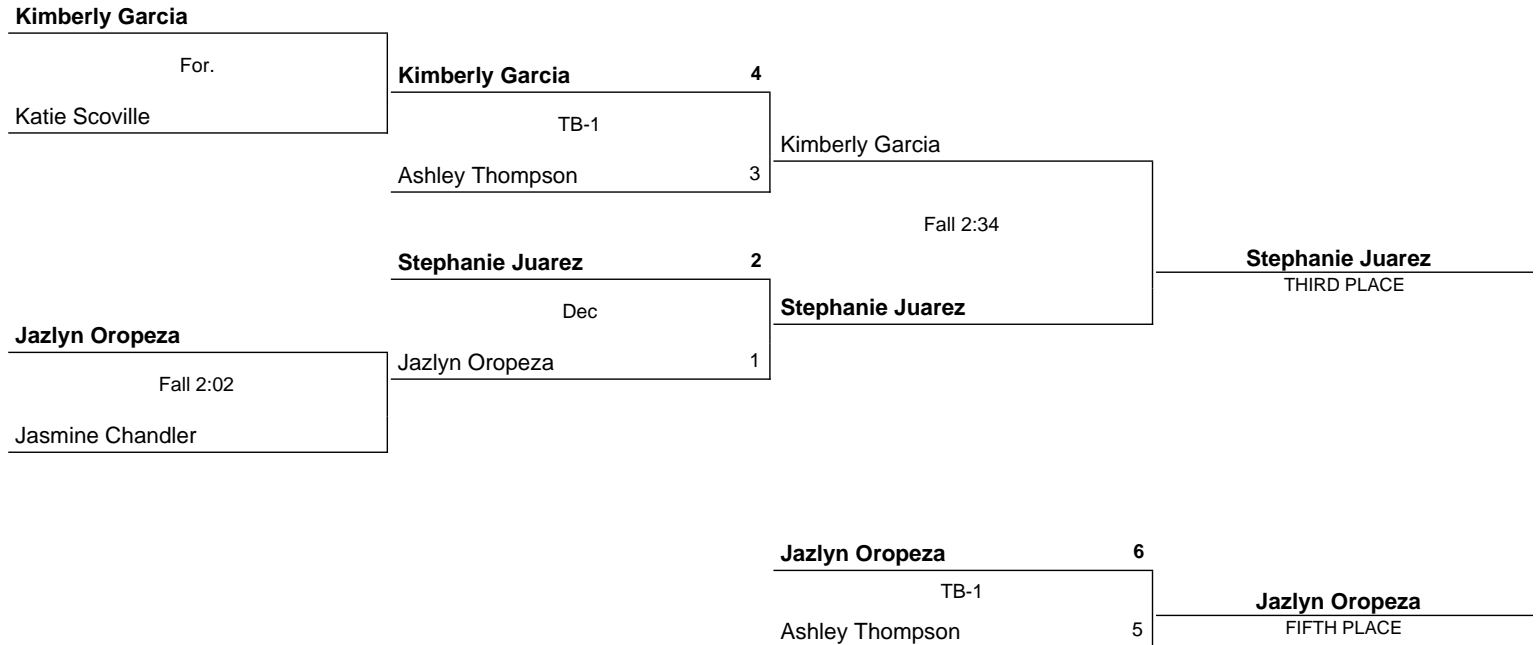 Kimberly Garcia
For.
Katie Scoville
Kimberly Garcia 4
TB-1
Ashley Thompson 3
Stephanie Juarez 2
Dec
Jazlyn Oropeza 1
Jazlyn Oropeza
Fall 2:02
Jasmine Chandler
Kimberly Garcia
Fall 2:34
Stephanie Juarez
Stephanie Juarez
THIRD PLACE
Jazlyn Oropeza 6
TB-1
Ashley Thompson 5
Jazlyn Oropeza
FIFTH PLACE